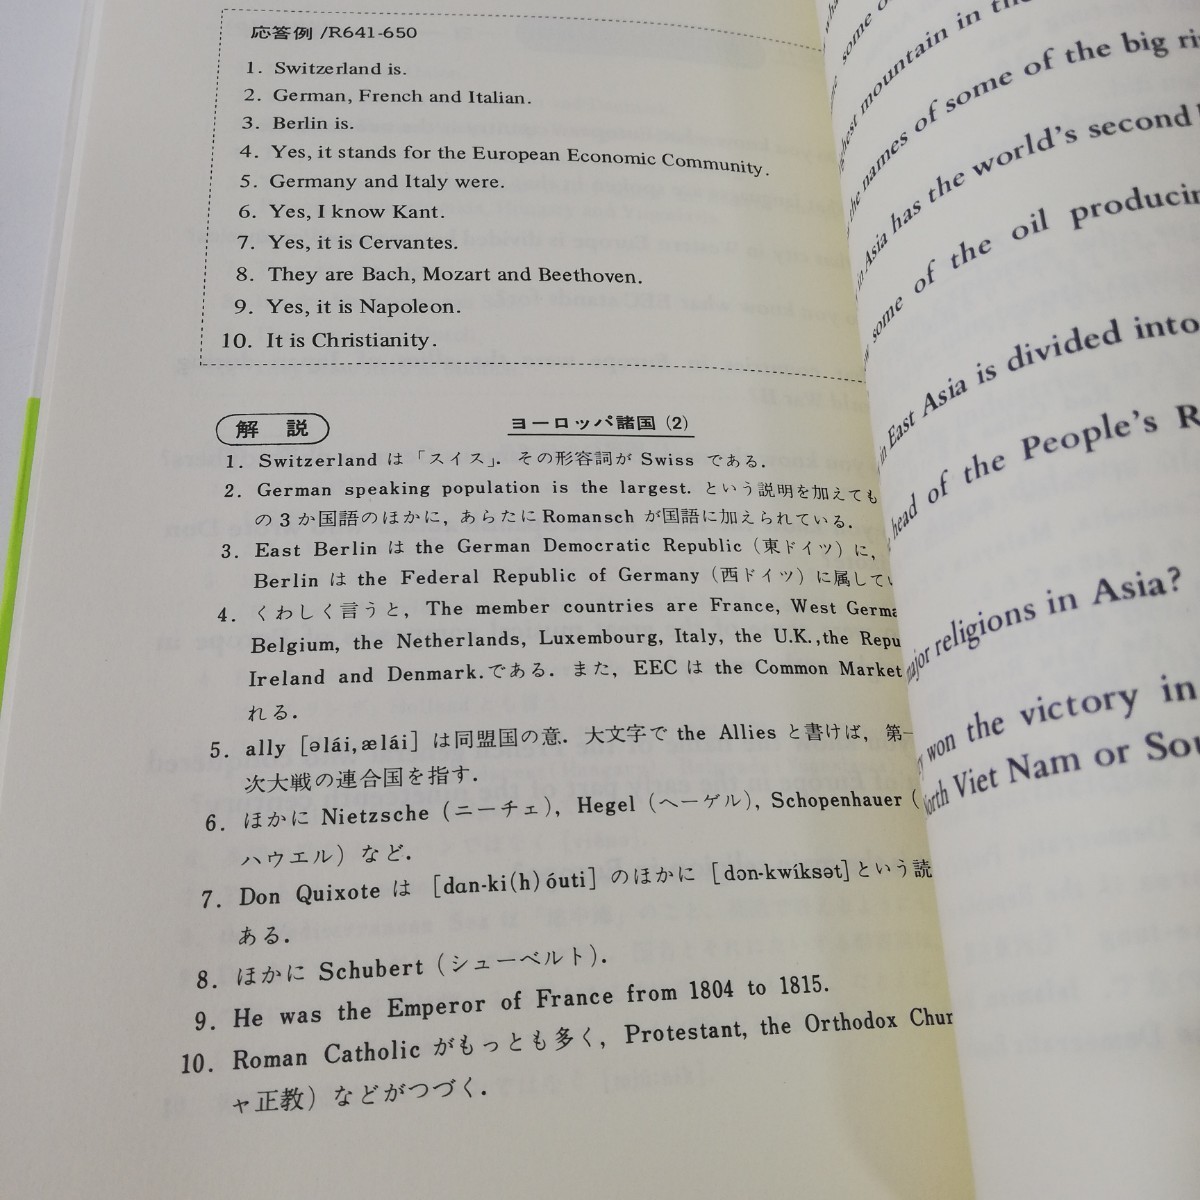 応答例 /R641-650
1. Switzerland is.
2. German, French and Italian.
3. Berlin is.
4. Yes, it stands for the European Economic Community.
5. Germany and Italy were.
6. Yes, I know Kant.
7. Yes, it is Cervantes.
8. They are Bach, Mozart and Beethoven.
9. Yes, it is Napoleon.
10. It is Christianity.
解 説 ヨーロッパ諸国 (2)
1. Switzerland は「スイス」. その形容詞が Swiss である.
2. German speaking population is the largest. という説明を加えても
の3か国語のほかに, あらたに Romansch が国語に加えられている.
3. East Berlin は the German Democratic Republic (東ドイツ) に,
Berlin は the Federal Republic of Germany (西ドイツ) に属して
4. くわしく言うと, The member countries are France, West Germa
Belgium, the Netherlands, Luxembourg, Italy, the U.K., the Repu
Ireland and Denmark. である. また, EEC は the Common Market
れる.
5. ally [əlái, ælái] は同盟国の意. 大文字で the Allies と書けば, 第一
次大戦の連合国を指す.
6. ほかに Nietzsche (ニーチェ), Hegel (ヘーゲル), Schopenhauer (
ハウエル) など.
7. Don Quixote は [dɑn-ki(h)óuti] のほかに [dən-kwíksət] という読
ある.
8. ほかに Schubert (シューベルト).
9. He was the Emperor of France from 1804 to 1815.
10. Roman Catholic がもっとも多く, Protestant, the Orthodox Chur
ャ正教) などがつづく.
some o
mountain in the
the names of some of the big ri
in Asia has the world's second
some of the oil producin
in East Asia is divided into
head of the People's R
major religions in Asia?
won the victory in
North Viet Nam or Sou